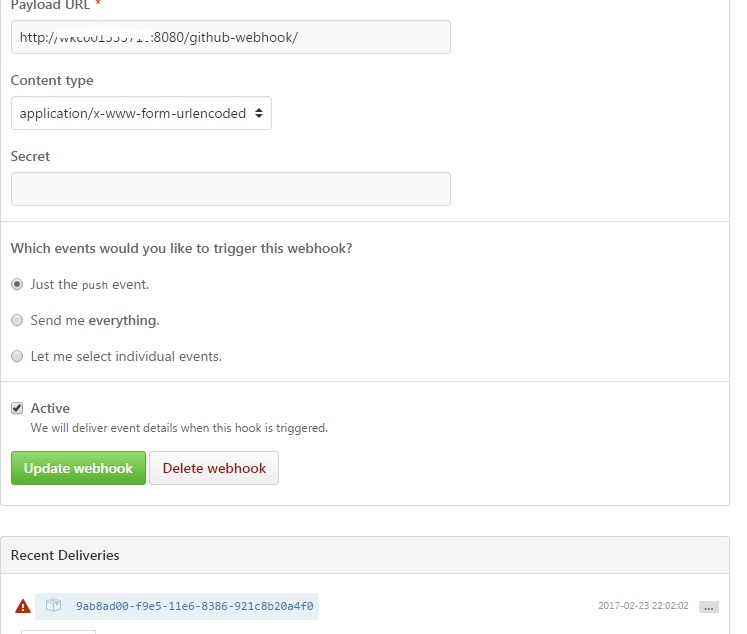 Payload URL *
http://:8080/github-webhook/
Content type
application/x-www-form-urlencoded
Secret
Which events would you like to trigger this webhook?
Just the push event.
Send me everything.
Let me select individual events.
Active
We will deliver event details when this hook is triggered.
Update webhook
Delete webhook
Recent Deliveries
9ab8ad00-f9e5-11e6-8386-921c8b20a4f0 2017-02-23 22:02:02 ...